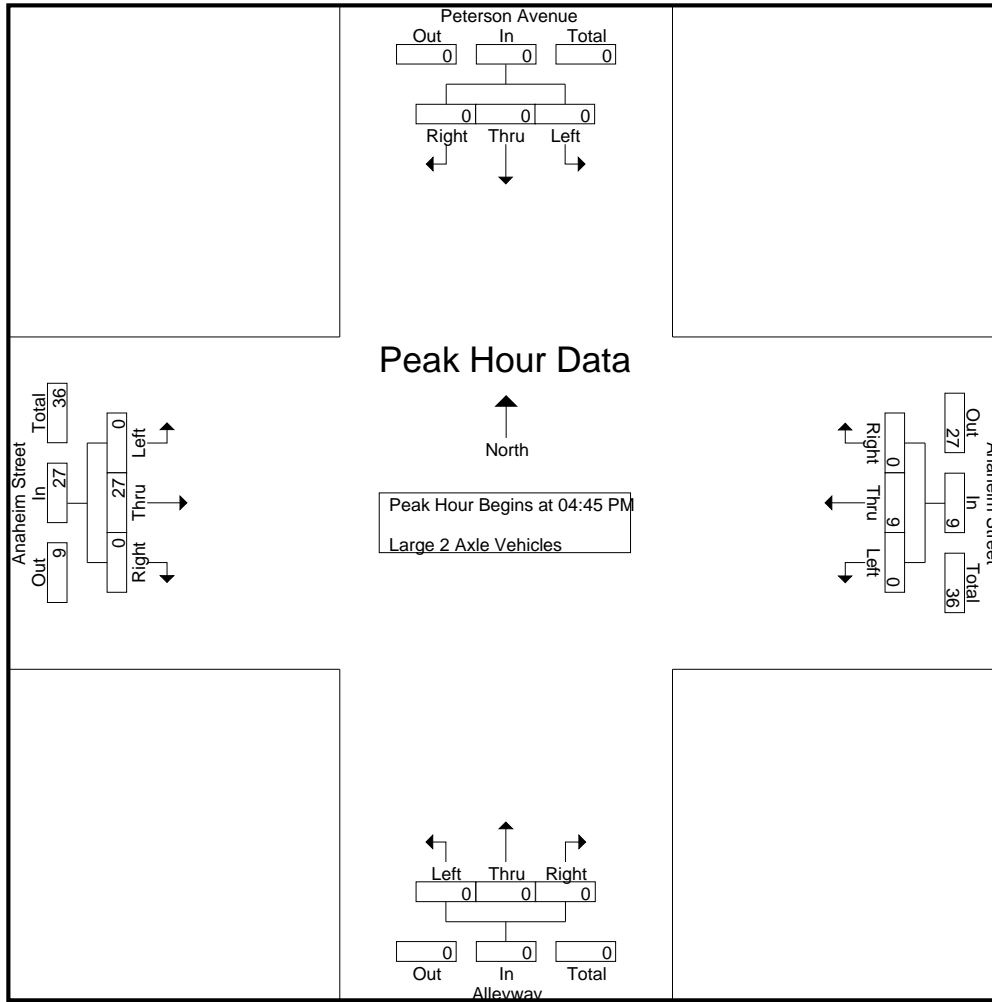 Peterson Avenue
Out In Total
0 0 0
0 0 0
Right Thru Left
Peak Hour Data
North
Peak Hour Begins at 04:45 PM
Large 2 Axle Vehicles
Anaheim Street
Total In Out
36 27 9
0 27 0
Left Thru Right
Right Thru Left
0 9 0
Out In Total
27 9 36
Anaheim Street
Left Thru Right
0 0 0
0 0 0
Out In Total
Alleyway